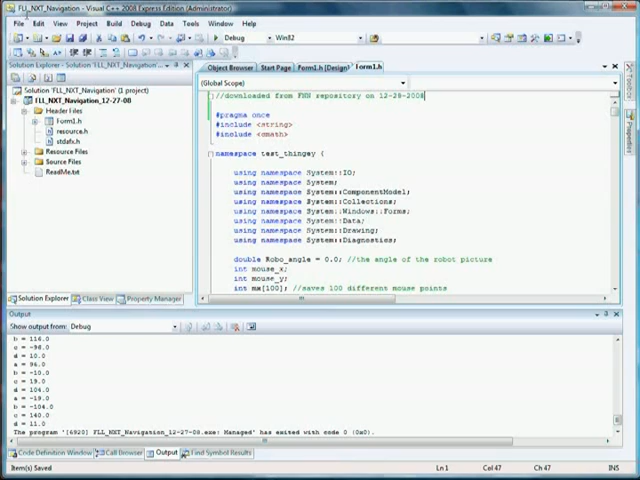 FLL_NXT_Navigation - Visual C++ 2008 Express Edition (Administrator)
File Edit View Project Build Debug Data Tools Window Help
Debug Win32
Solution Explorer - Solution 'FLL_NXT_Navigation'...
Solution 'FLL_NXT_Navigation' (1 project)
FLL_NXT_Navigation_12-27-08
Header Files
Form1.h
resource.h
stdafx.h
Resource Files
Source Files
ReadMe.txt
Solution Explorer Class View Property Manager
Object Browser Start Page Form1.h [Design] Form1.h
(Global Scope)
//downloaded from FNN repository on 12-28-2008
#pragma once
#include <string>
#include <cmath>
namespace test_thingey {
using namespace System::IO;
using namespace System;
using namespace System::ComponentModel;
using namespace System::Collections;
using namespace System::Windows::Forms;
using namespace System::Data;
using namespace System::Drawing;
using namespace System::Diagnostics;
double Robo_angle = 0.0; //the angle of the robot picture
int mouse_x;
int mouse_y;
int mx[100]; //saves 100 different mouse points
Toolbox
Properties
Output
Show output from: Debug
b = 116.0
c = -98.0
d = 10.0
a = 96.0
b = -10.0
c = 19.0
d = 104.0
a = -19.0
b = -104.0
c = 140.0
d = 11.0
The program '[6920] FLL_NXT_Navigation_12-27-08.exe: Managed' has exited with code 0 (0x0).
Code Definition Window Call Browser Output Find Symbol Results
Item(s) Saved Ln 1 Col 47 Ch 47 INS